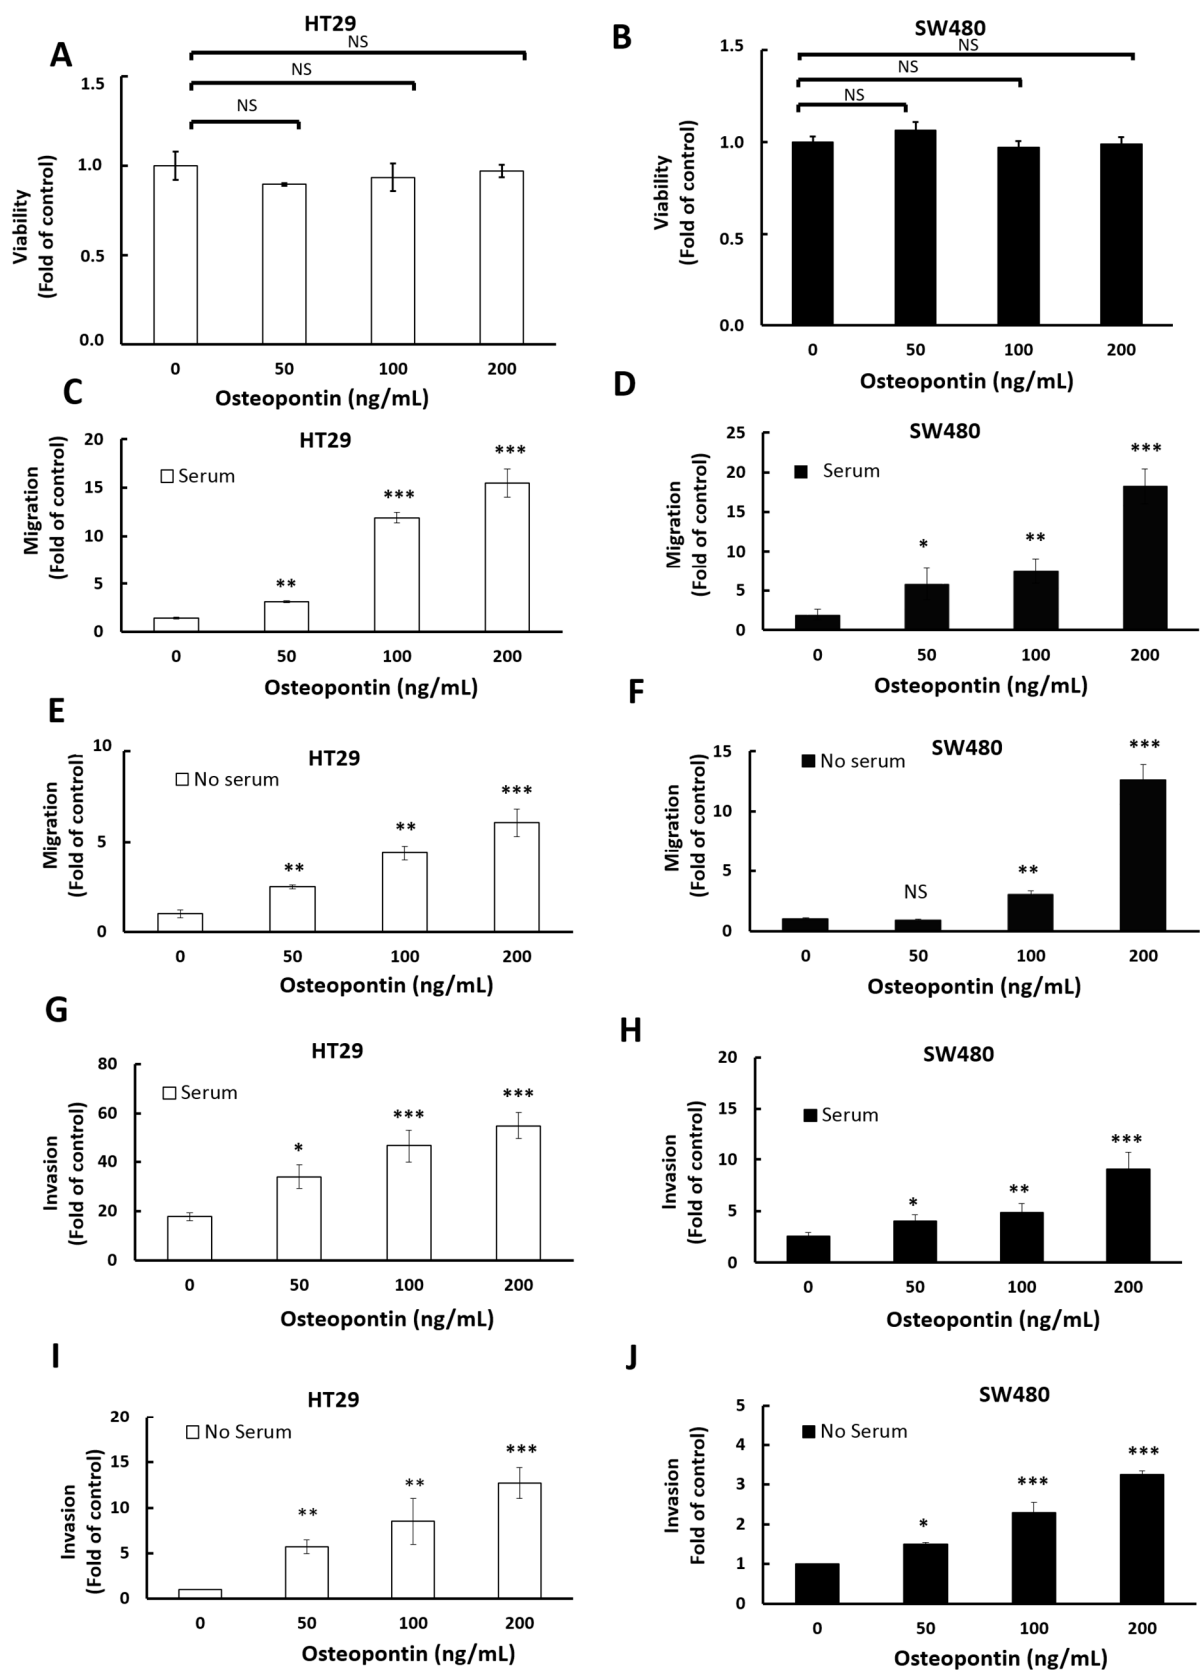 A
HT29
NS
NS
NS
1.5
1.0
0.5
0.0
Viability
(Fold of control)
0 50 100 200
Osteopontin (ng/mL)
B
SW480
NS
NS
NS
1.5
1.0
0.5
0.0
Viability
(Fold of control)
0 50 100 200
Osteopontin (ng/mL)
C
HT29
Serum
20
15
10
5
0
Migration
(Fold of control)
**
***
***
0 50 100 200
Osteopontin (ng/mL)
D
SW480
Serum
25
20
15
10
5
0
Migration
(Fold of control)
*
**
***
0 50 100 200
Osteopontin (ng/mL)
E
HT29
No serum
10
5
0
Migration
(Fold of control)
**
**
***
0 50 100 200
Osteopontin (ng/mL)
F
SW480
No serum
15
10
5
0
Migration
(Fold of control)
NS
**
***
0 50 100 200
Osteopontin (ng/mL)
G
HT29
Serum
80
60
40
20
0
Invasion
(Fold of control)
*
***
***
0 50 100 200
Osteopontin (ng/mL)
H
SW480
Serum
20
15
10
5
0
Invasion
(Fold of control)
*
**
***
0 50 100 200
Osteopontin (ng/mL)
I
HT29
No Serum
20
15
10
5
0
Invasion
(Fold of control)
**
**
***
0 50 100 200
Osteopontin (ng/mL)
J
SW480
No Serum
5
4
3
2
1
0
Invasion
Fold of control)
*
***
***
0 50 100 200
Osteopontin (ng/mL)